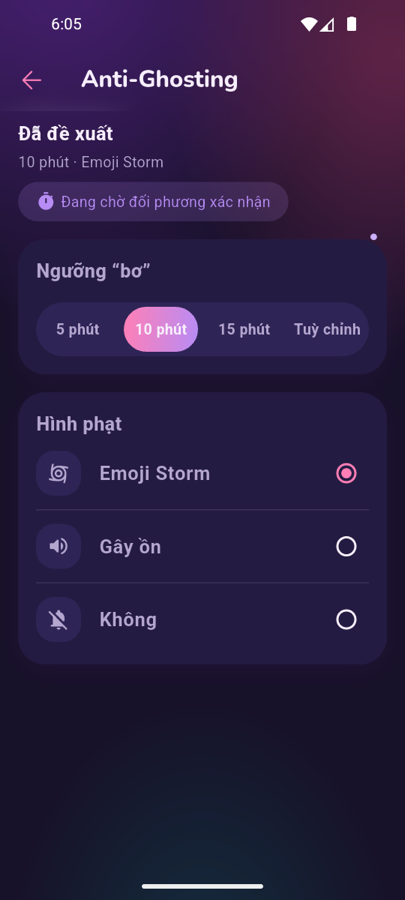 6:05
Anti-Ghosting
Đã đề xuất
10 phút · Emoji Storm
Đang chờ đối phương xác nhận
Ngưỡng “bơ”
5 phút 10 phút 15 phút Tuỳ chỉnh
Hình phạt
Emoji Storm
Gây ồn
Không